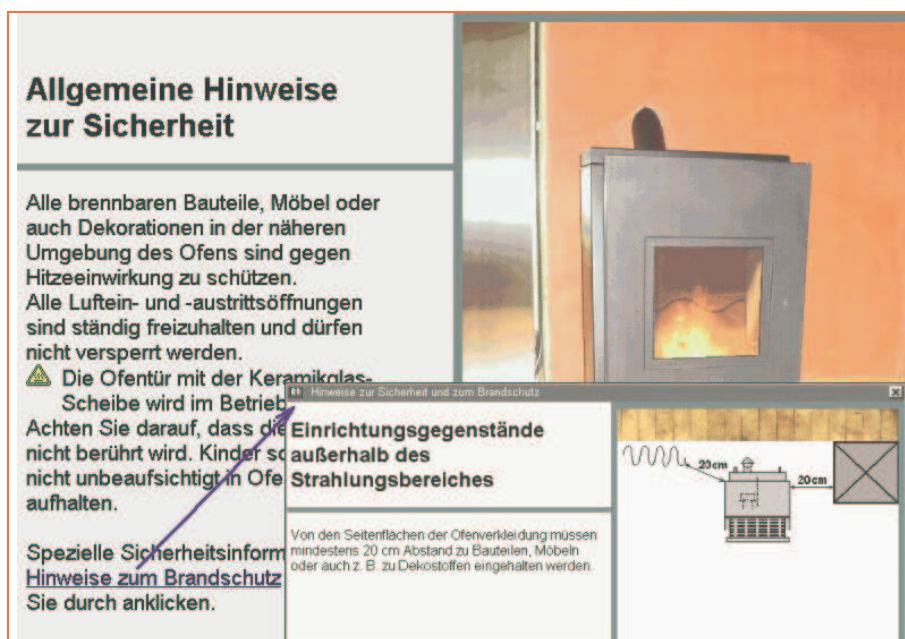 Allgemeine Hinweise
zur Sicherheit
Alle brennbaren Bauteile, Möbel oder
auch Dekorationen in der näheren
Umgebung des Ofens sind gegen
Hitzeeinwirkung zu schützen.
Alle Luftein- und -austrittsöffnungen
sind ständig freizuhalten und dürfen
nicht versperrt werden.
Die Ofentür mit der Keramikglas-
Scheibe wird im Betrieb
Achten Sie darauf, dass die
nicht berührt wird. Kinder so
nicht unbeaufsichtigt in Ofe
aufhalten.
Spezielle Sicherheitsinform
Hinweise zum Brandschutz
Sie durch anklicken.
Hinweise zur Sicherheit und zum Brandschutz
Einrichtungsgegenstände
außerhalb des
Strahlungsbereiches
Von den Seitenflächen der Ofenverkleidung müssen
mindestens 20 cm Abstand zu Bauteilen, Möbeln
oder auch z. B. zu Dekostoffen eingehalten werden.
20cm
20cm